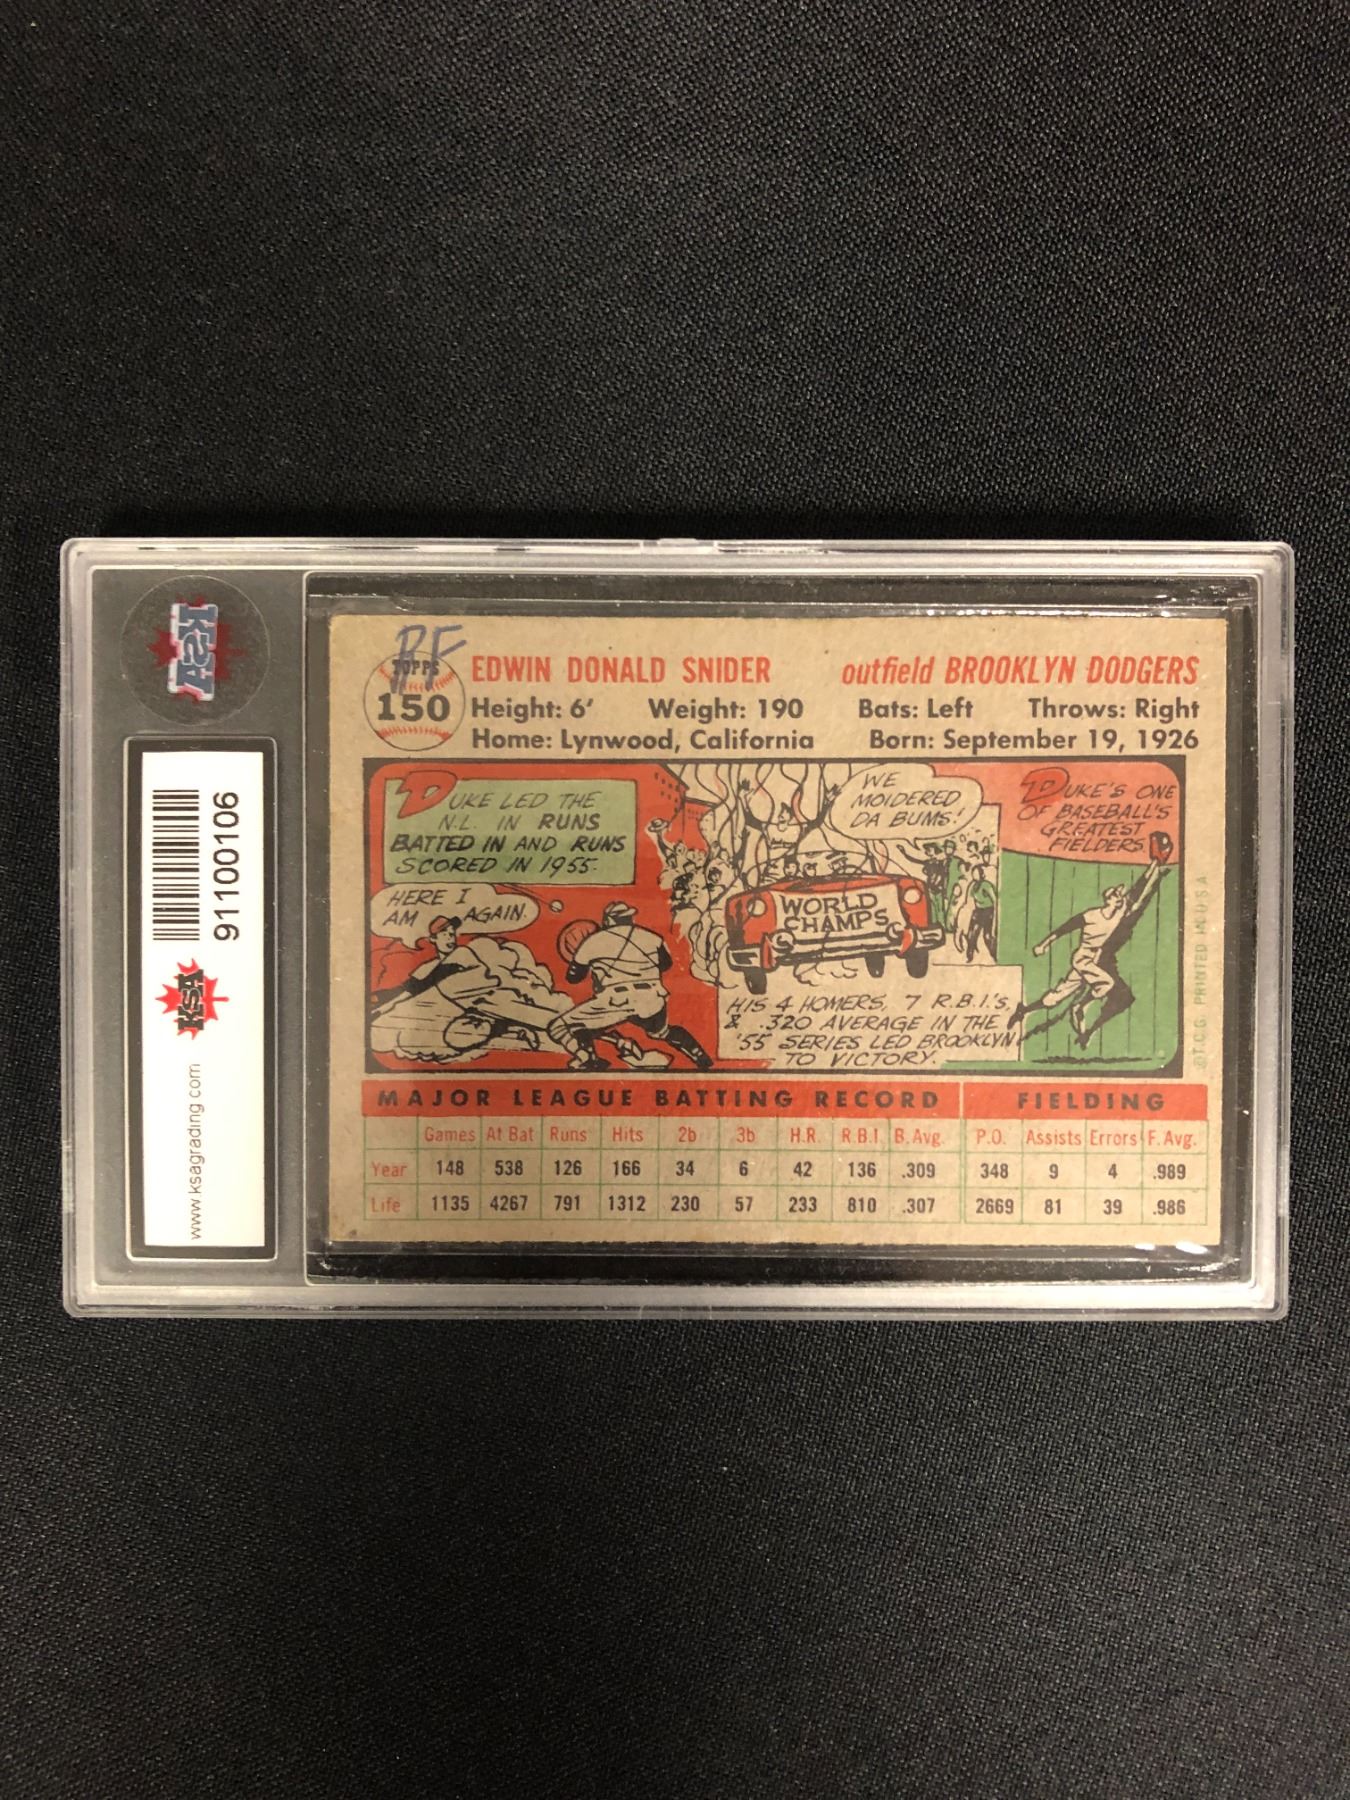 KSA
91100106
KSA
www.ksagrading.com
BF
TOPPS
150
EDWIN DONALD SNIDER outfield BROOKLYN DODGERS
Height: 6' Weight: 190 Bats: Left Throws: Right
Home: Lynwood, California Born: September 19, 1926
DUKE LED THE
N.L. IN RUNS
BATTED IN AND RUNS
SCORED IN 1955.
HERE I
AM AGAIN.
WE
MOIDERED
DA BUMS!
WORLD
CHAMPS
HIS 4 HOMERS, 7 R.B.I.'S,
& .320 AVERAGE IN THE
'55 SERIES LED BROOKLYN
TO VICTORY.
DUKE'S ONE
OF BASEBALL'S
GREATEST
FIELDERS.
©T.C.G. PRINTED IN U.S.A.
MAJOR LEAGUE BATTING RECORD FIELDING
Games At Bat Runs Hits 2b 3b H.R. R.B.I. B.Avg. P.O. Assists Errors F.Avg.
Year 148 538 126 166 34 6 42 136 .309 348 9 4 .989
Life 1135 4267 791 1312 230 57 233 810 .307 2669 81 39 .986